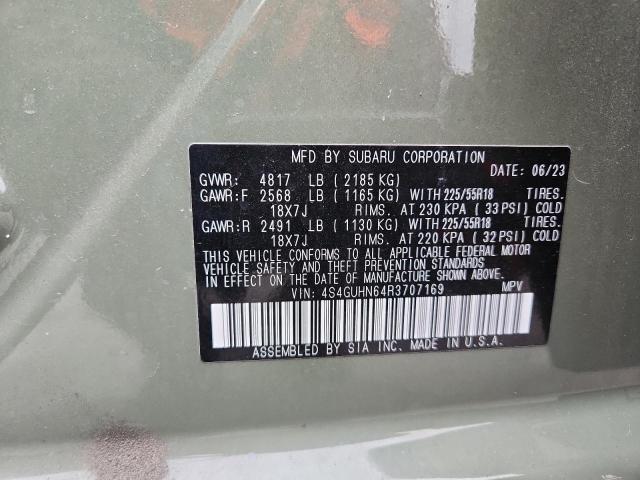 MFD BY SUBARU CORPORATION
GVWR: 4817 LB ( 2185 KG) DATE: 06/23
GAWR:F 2568 LB ( 1165 KG) WITH 225/55R18 TIRES.
18X7J RIMS. AT 230 KPA ( 33 PSI) COLD
GAWR:R 2491 LB ( 1130 KG) WITH 225/55R18 TIRES.
18X7J RIMS. AT 220 KPA ( 32 PSI) COLD
THIS VEHICLE CONFORMS TO ALL APPLICABLE FEDERAL MOTOR
VEHICLE SAFETY AND THEFT PREVENTION STANDARDS
IN EFFECT ON THE DATE OF MANUFACTURE SHOWN ABOVE.
VIN: 4S4GUHN64R3707169 MPV
ASSEMBLED BY SIA INC. MADE IN U.S.A.